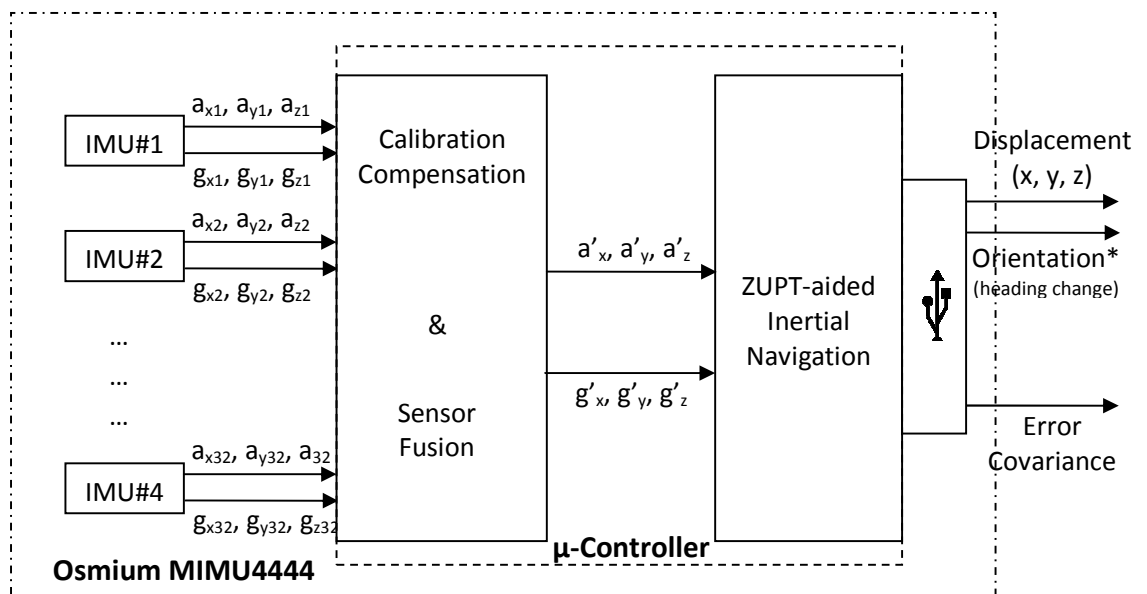 a_x1, a_y1, a_z1
IMU#1
g_x1, g_y1, g_z1
a_x2, a_y2, a_z2
IMU#2
g_x2, g_y2, g_z2
...
...
...
a_x32, a_y32, a_32
IMU#4
g_x32, g_y32, g_z32
Osmium MIMU4444
Calibration
Compensation
&
Sensor
Fusion
a’_x, a’_y, a’_z
g’_x, g’_y, g’_z
µ-Controller
ZUPT-aided
Inertial
Navigation
Displacement
(x, y, z)
Orientation*
(heading change)
Error
Covariance